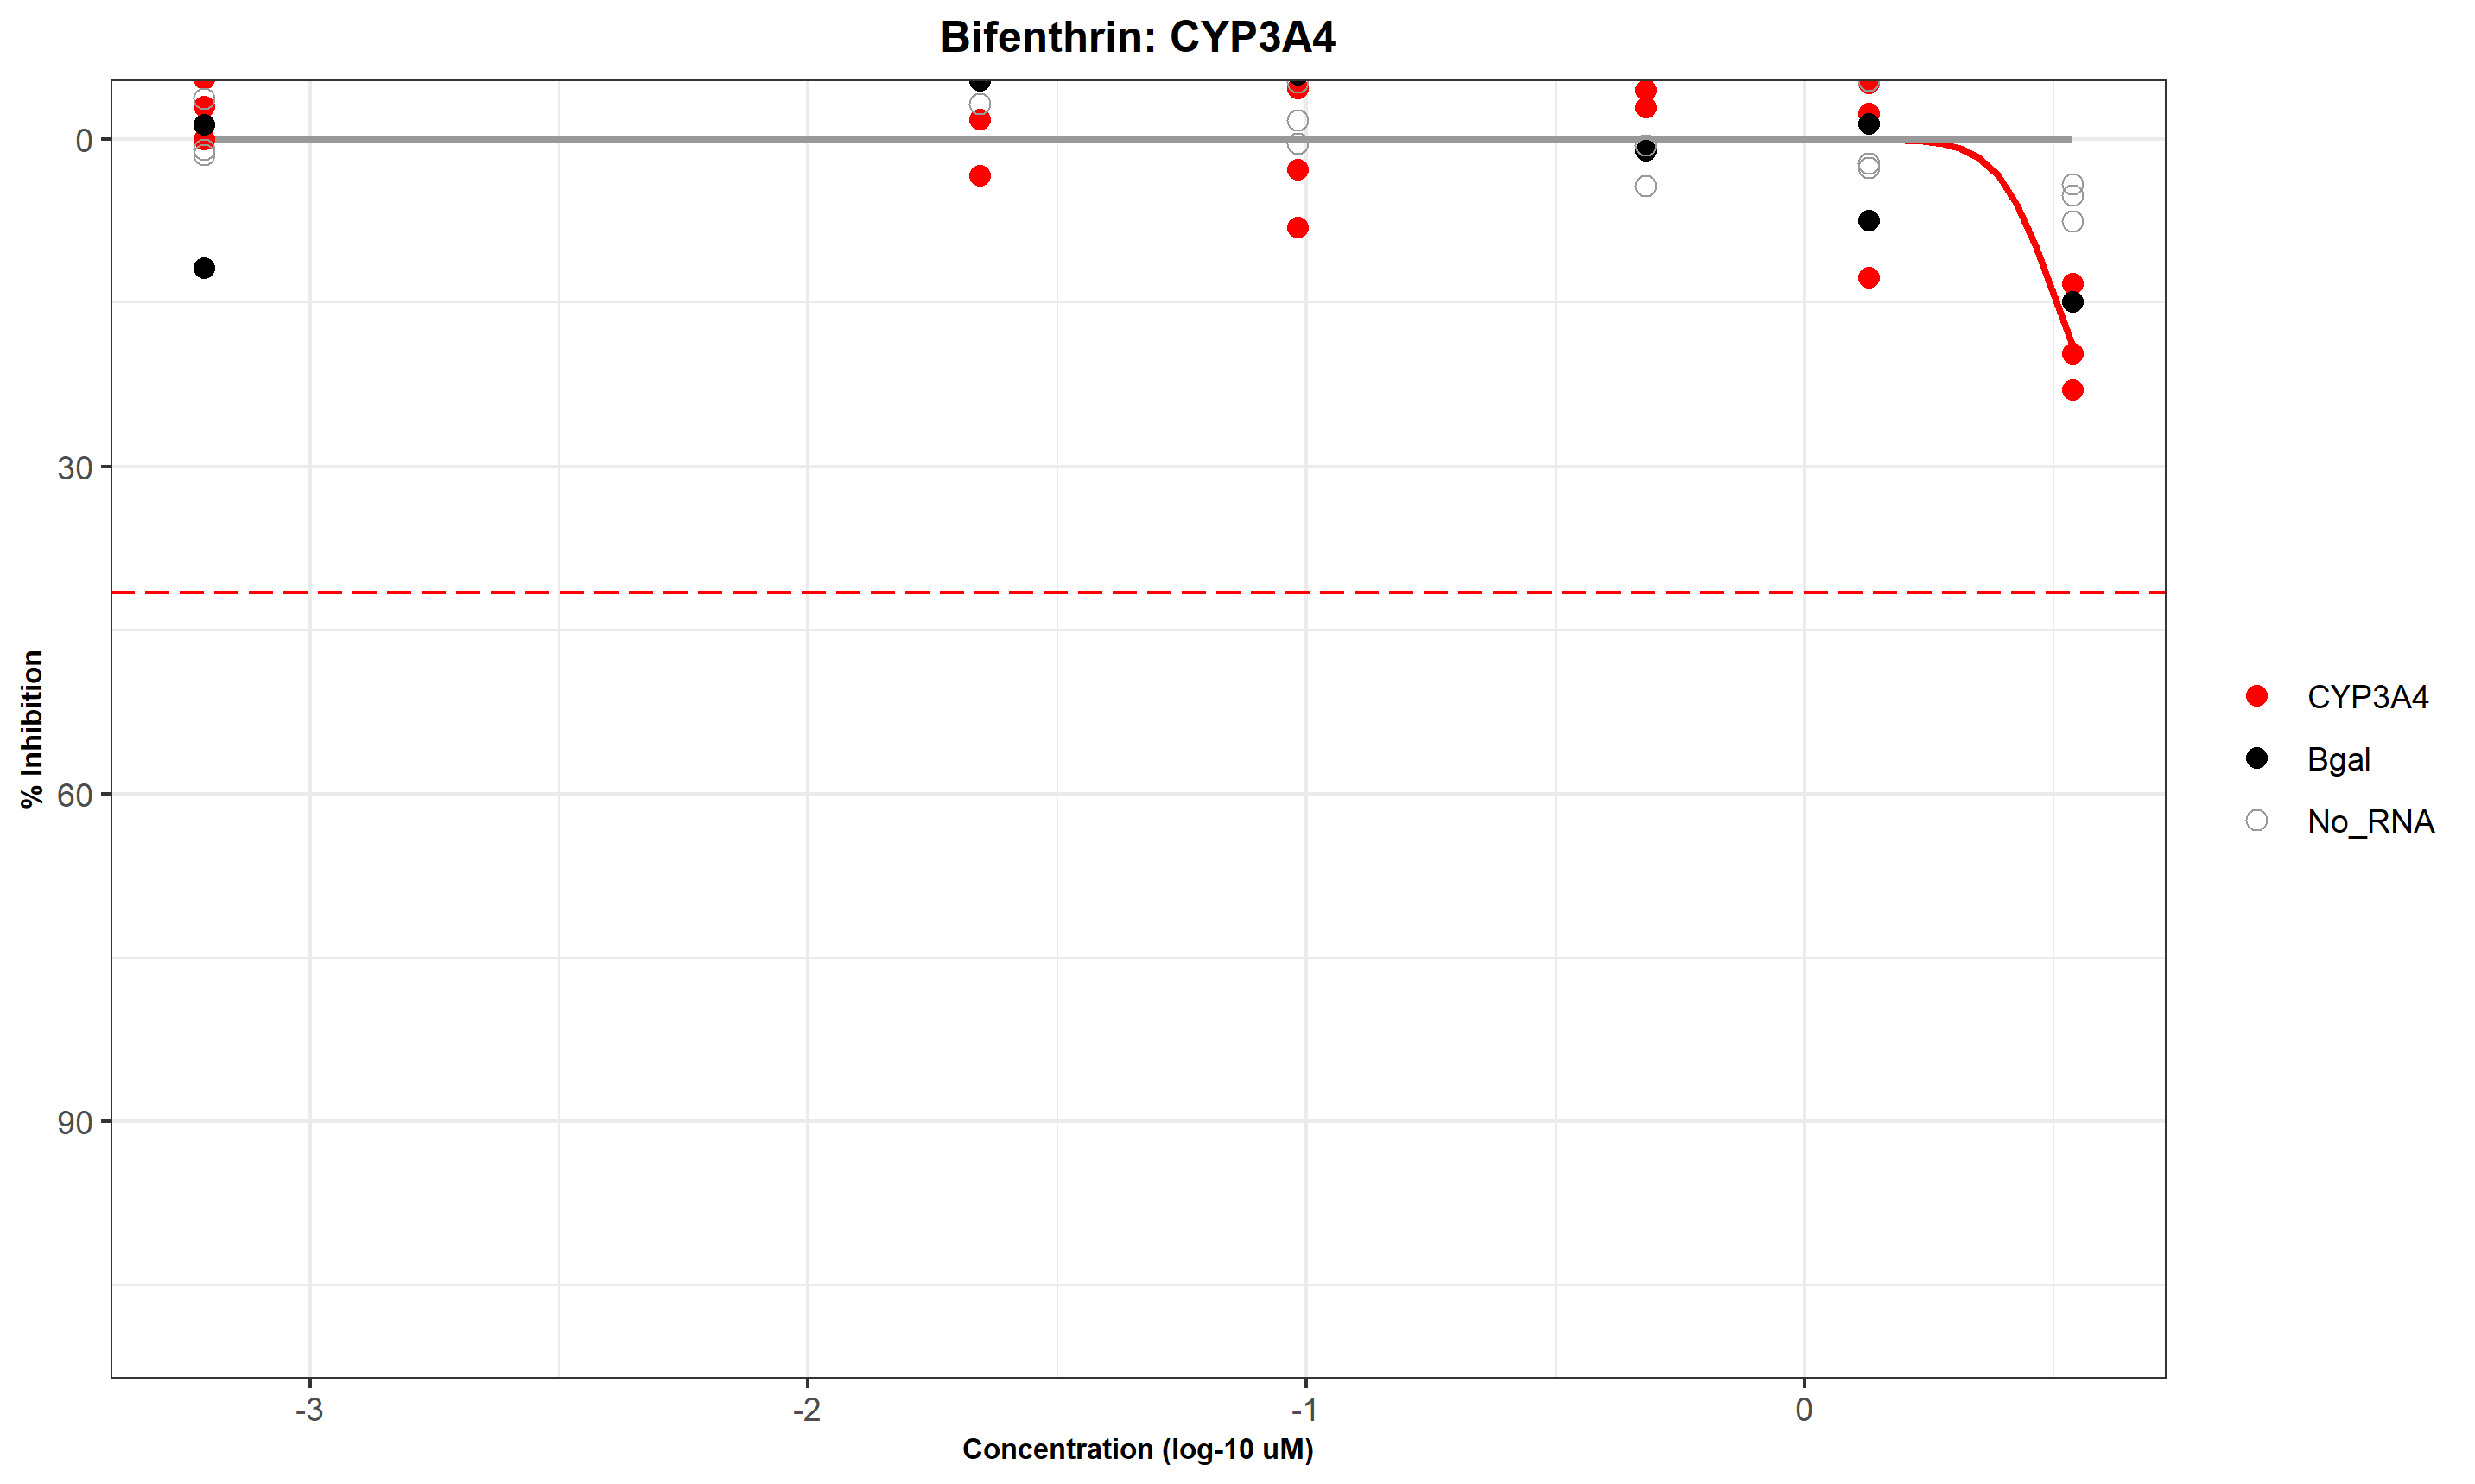 Bifenthrin: CYP3A4
% Inhibition
0
30
60
90
-3
-2
-1
0
Concentration (log-10 uM)
CYP3A4
Bgal
No_RNA